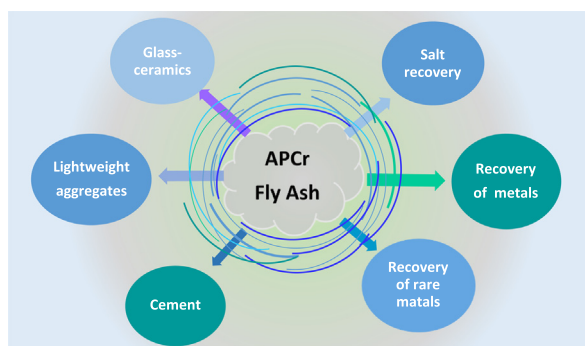 Glass-
ceramics
Salt
recovery
APCr
Fly Ash
Lightweight
aggregates
Recovery
of metals
Cement
Recovery
of rare
matals